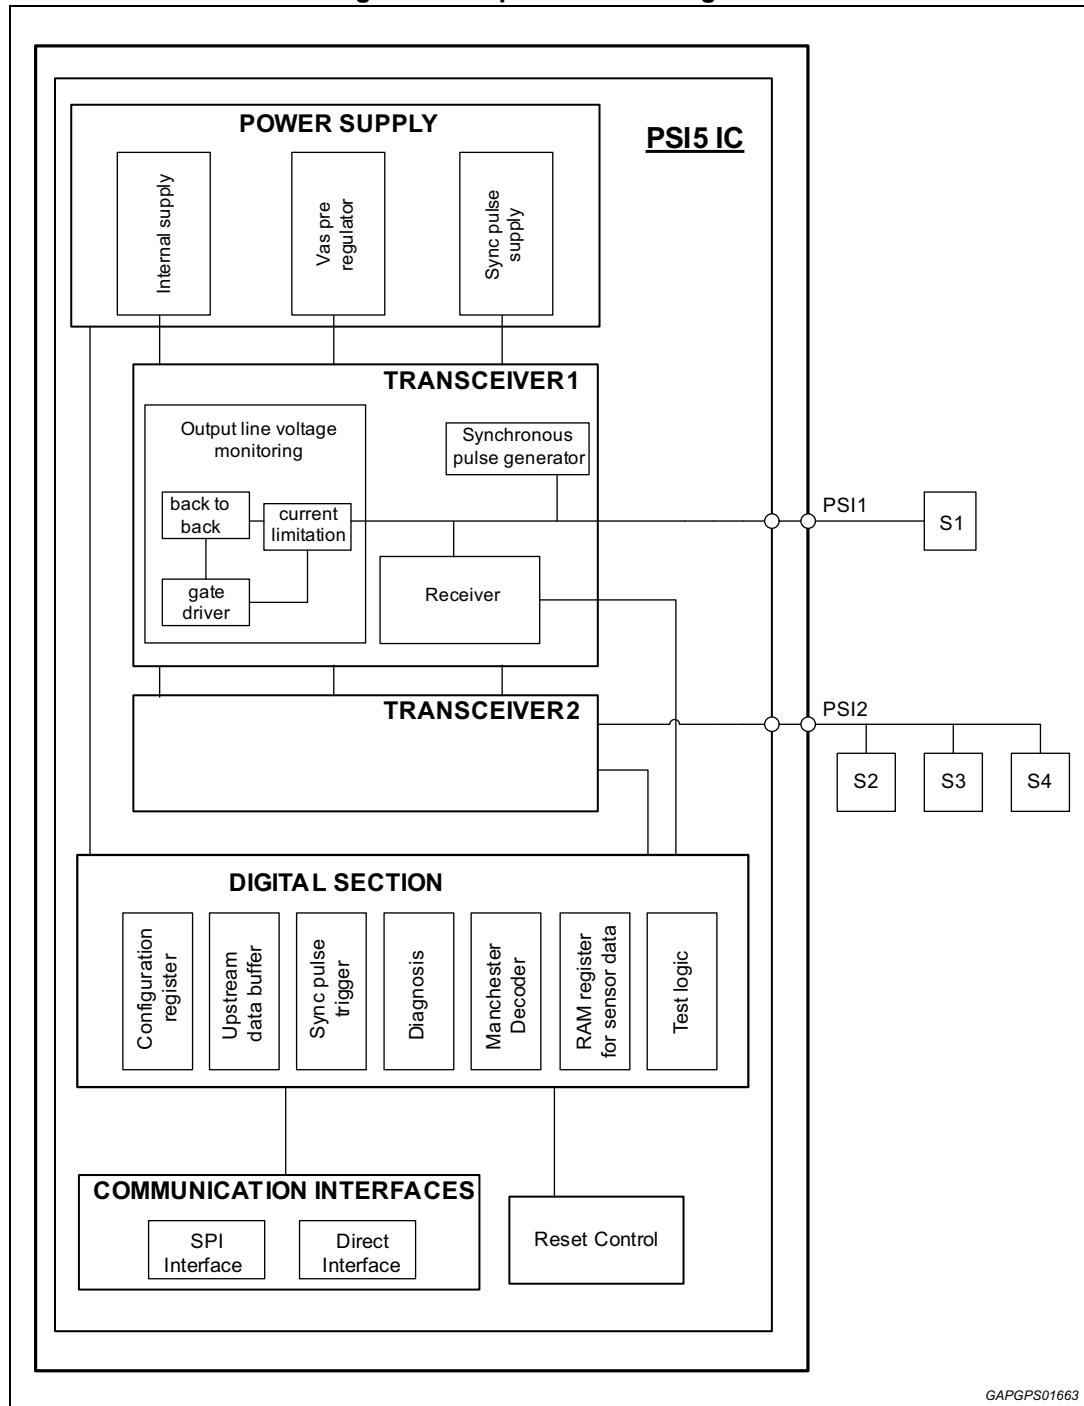 POWER SUPPLY
PSI5 IC
Internal supply
Vas pre
regulator
Sync pulse
supply
TRANSCEIVER1
Output line voltage
monitoring
Synchronous
pulse generator
back to
back
current
limitation
gate
driver
Receiver
PSI1
S1
TRANSCEIVER2
PSI2
S2
S3
S4
DIGITAL SECTION
Configuration
register
Upstream
data buffer
Sync pulse
trigger
Diagnosis
Manchester
Decoder
RAM register
for sensor data
Test logic
COMMUNICATION INTERFACES
SPI
Interface
Direct
Interface
Reset Control
GAPGPS01663